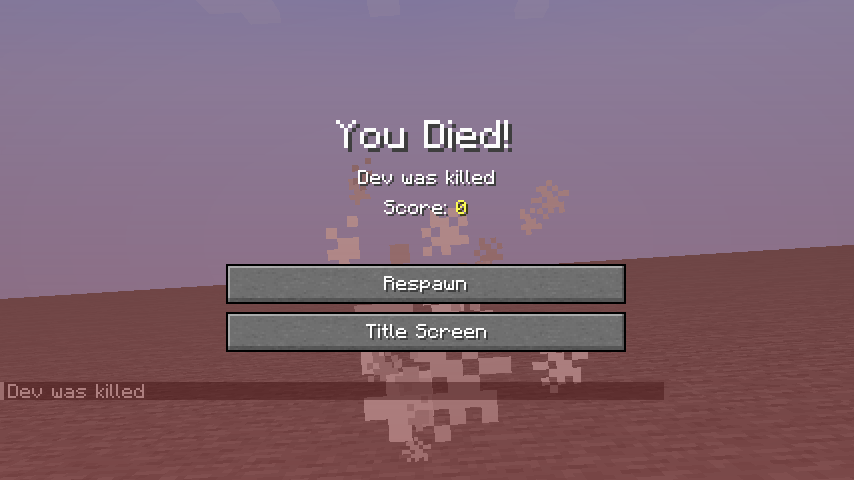 You Died!
Dev was killed
Score: 0
Respawn
Title Screen
Dev was killed